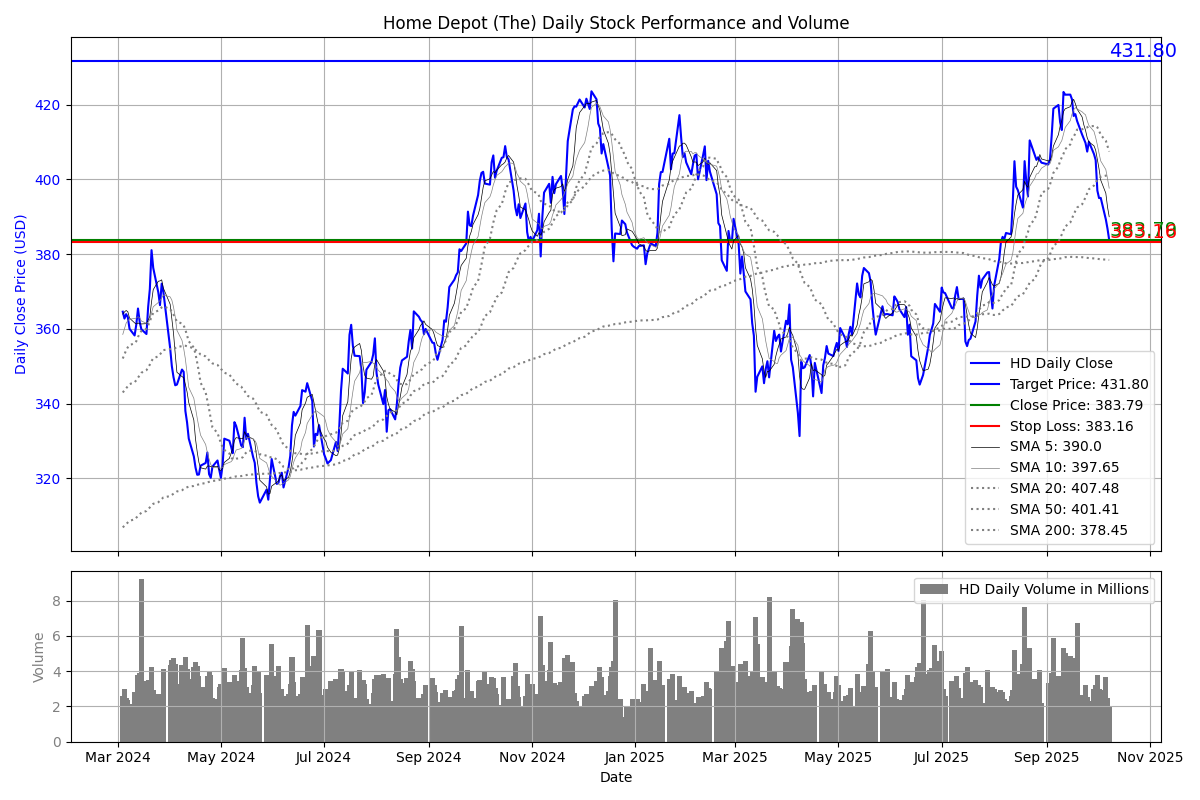 Home Depot (The) Daily Stock Performance and Volume
431.80
420
400
383.79
383.16
380
360
340
320
Daily Close Price (USD)
HD Daily Close
Target Price: 431.80
Close Price: 383.79
Stop Loss: 383.16
SMA 5: 390.0
SMA 10: 397.65
SMA 20: 407.48
SMA 50: 401.41
SMA 200: 378.45
HD Daily Volume in Millions
8
6
4
2
0
Volume
Mar 2024 May 2024 Jul 2024 Sep 2024 Nov 2024 Jan 2025 Mar 2025 May 2025 Jul 2025 Sep 2025 Nov 2025
Date